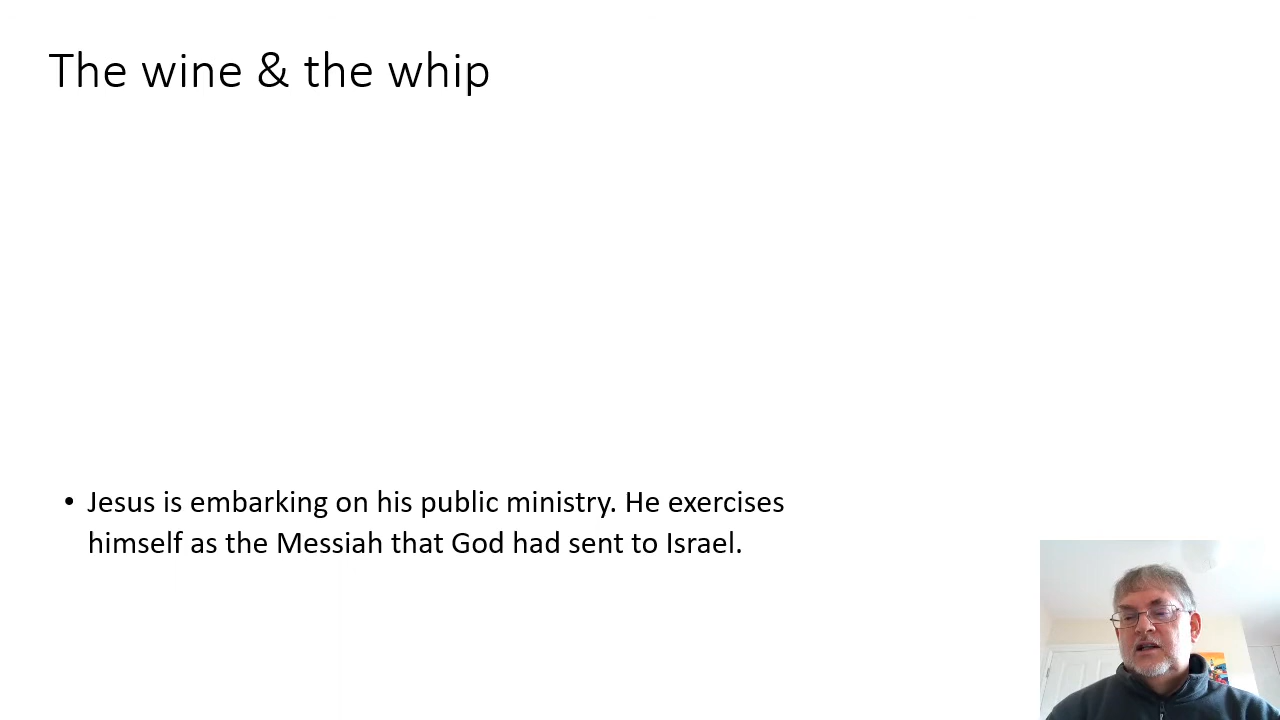 The wine & the whip
• Jesus is embarking on his public ministry. He exercises
himself as the Messiah that God had sent to Israel.